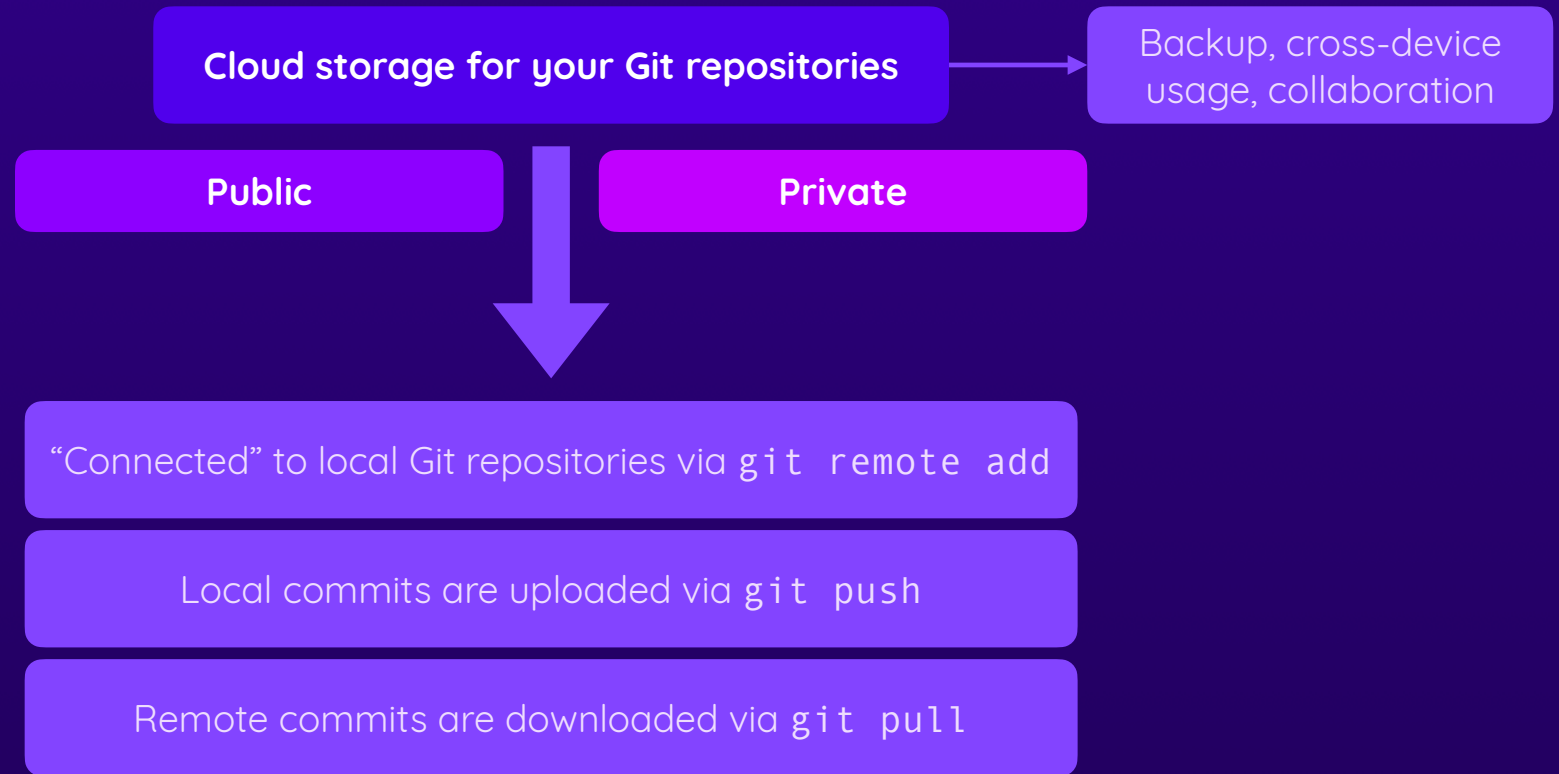 Cloud storage for your Git repositories
Backup, cross-device
usage, collaboration
Public
Private
“Connected” to local Git repositories via git remote add
Local commits are uploaded via git push
Remote commits are downloaded via git pull